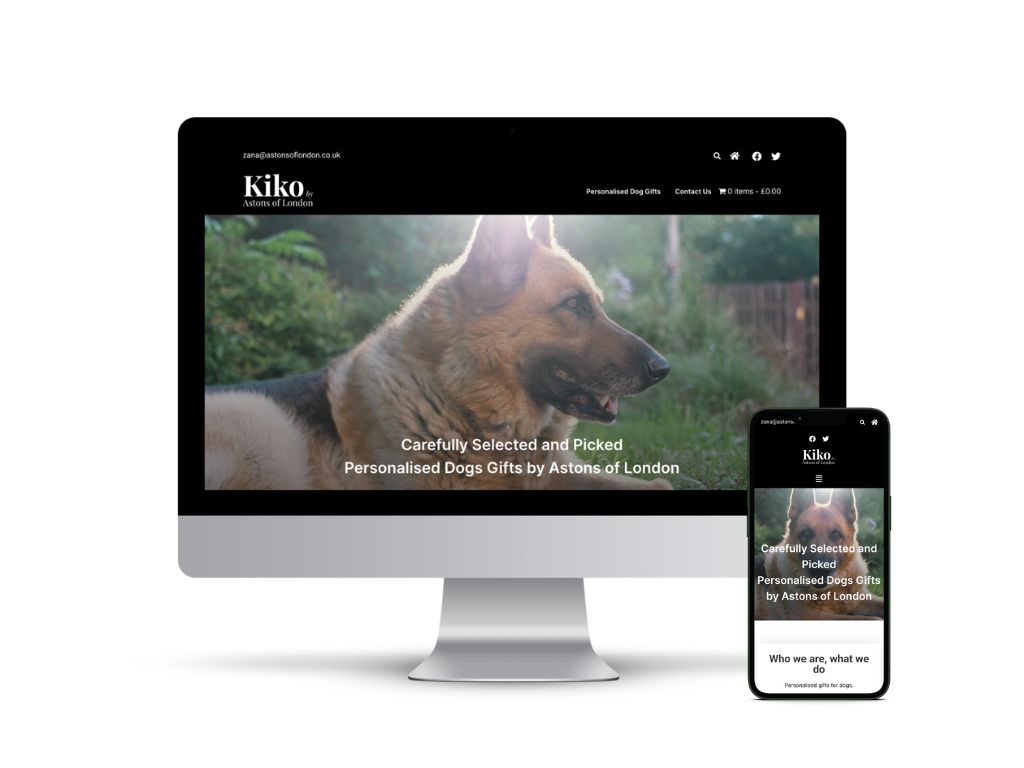 zana@astonsoflondon.co.uk
Kiko by
Astons of London
Personalised Dog Gifts
Contact Us
0 items - £0.00
Carefully Selected and Picked
Personalised Dogs Gifts by Astons of London
zana@astons.
Kiko
Astons of London
Carefully Selected and
Picked
Personalised Dogs Gifts
by Astons of London
Who we are, what we
do
Personalised gifts for dogs.